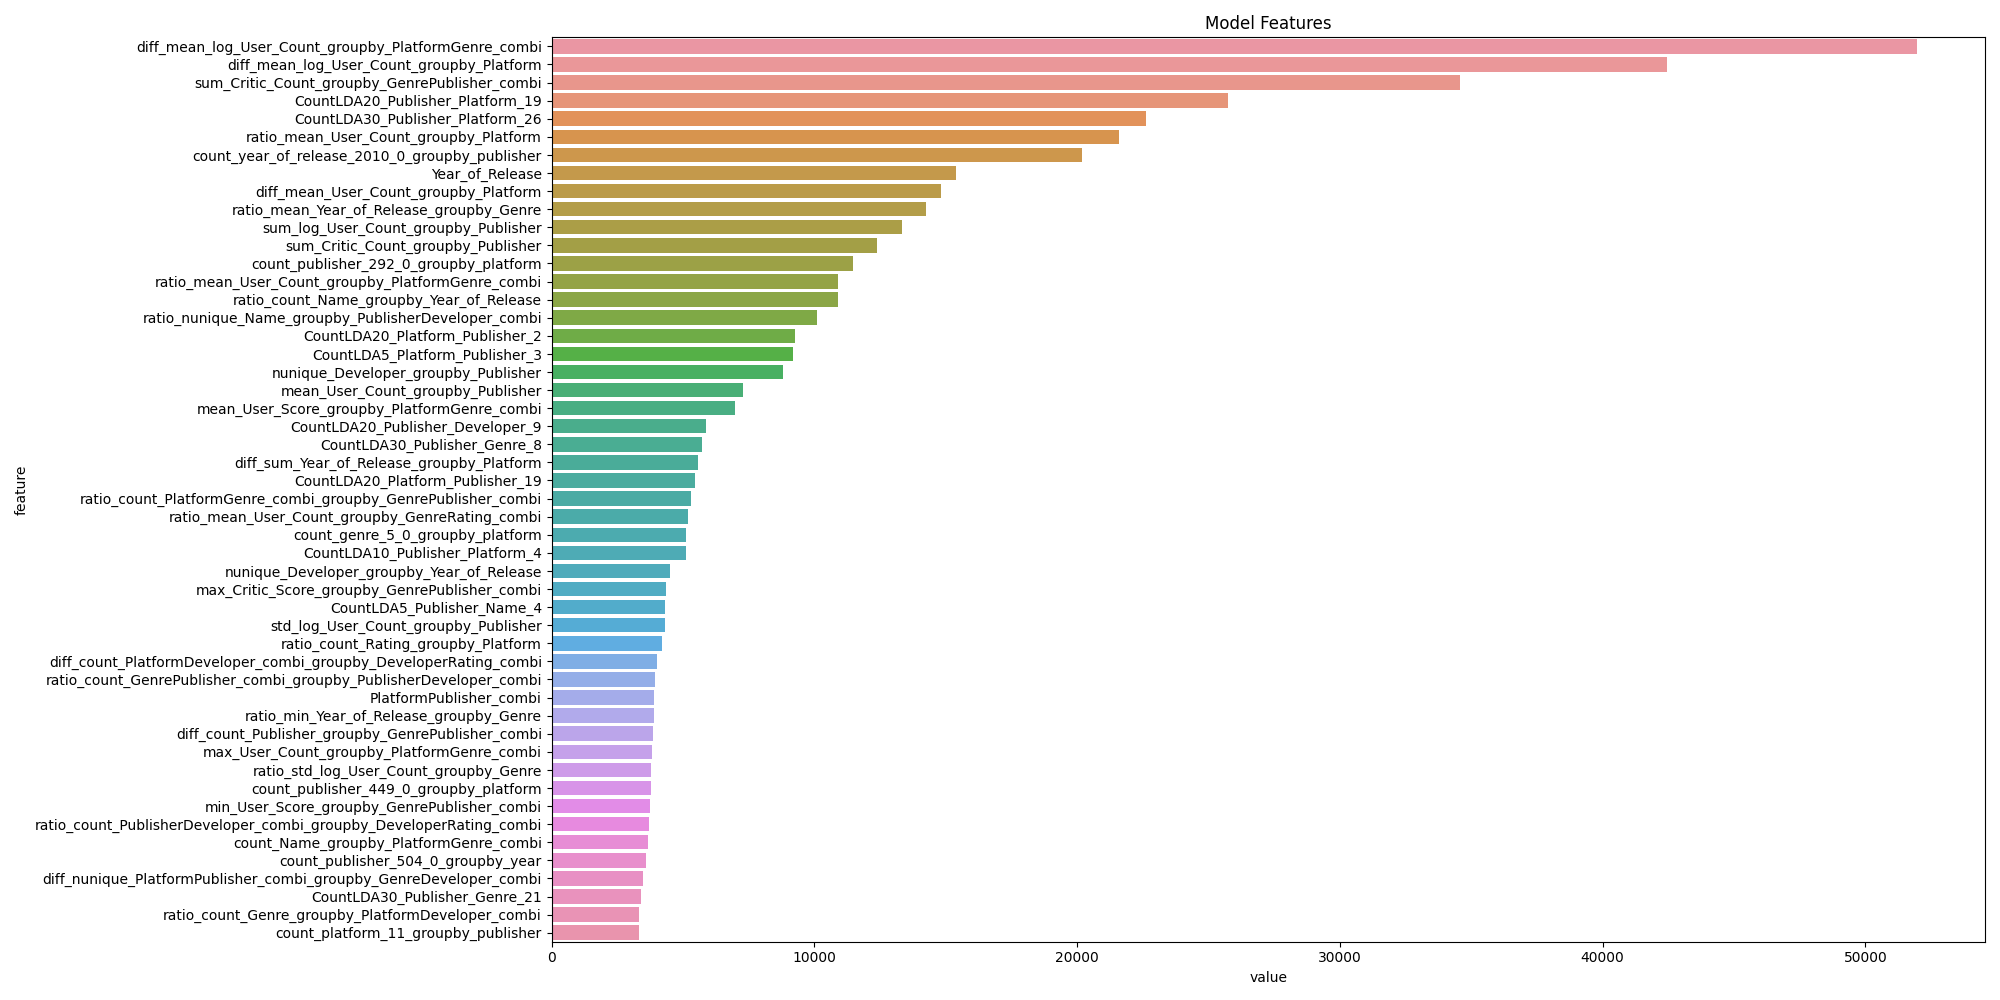 Model Features
diff_mean_log_User_Count_groupby_PlatformGenre_combi
diff_mean_log_User_Count_groupby_Platform
sum_Critic_Count_groupby_GenrePublisher_combi
CountLDA20_Publisher_Platform_19
CountLDA30_Publisher_Platform_26
ratio_mean_User_Count_groupby_Platform
count_year_of_release_2010_0_groupby_publisher
Year_of_Release
diff_mean_User_Count_groupby_Platform
ratio_mean_Year_of_Release_groupby_Genre
sum_log_User_Count_groupby_Publisher
sum_Critic_Count_groupby_Publisher
count_publisher_292_0_groupby_platform
ratio_mean_User_Count_groupby_PlatformGenre_combi
ratio_count_Name_groupby_Year_of_Release
ratio_nunique_Name_groupby_PublisherDeveloper_combi
CountLDA20_Platform_Publisher_2
CountLDA5_Platform_Publisher_3
nunique_Developer_groupby_Publisher
mean_User_Count_groupby_Publisher
mean_User_Score_groupby_PlatformGenre_combi
CountLDA20_Publisher_Developer_9
CountLDA30_Publisher_Genre_8
diff_sum_Year_of_Release_groupby_Platform
CountLDA20_Platform_Publisher_19
ratio_count_PlatformGenre_combi_groupby_GenrePublisher_combi
ratio_mean_User_Count_groupby_GenreRating_combi
count_genre_5_0_groupby_platform
CountLDA10_Publisher_Platform_4
nunique_Developer_groupby_Year_of_Release
max_Critic_Score_groupby_GenrePublisher_combi
CountLDA5_Publisher_Name_4
std_log_User_Count_groupby_Publisher
ratio_count_Rating_groupby_Platform
diff_count_PlatformDeveloper_combi_groupby_DeveloperRating_combi
ratio_count_GenrePublisher_combi_groupby_PublisherDeveloper_combi
PlatformPublisher_combi
ratio_min_Year_of_Release_groupby_Genre
diff_count_Publisher_groupby_GenrePublisher_combi
max_User_Count_groupby_PlatformGenre_combi
ratio_std_log_User_Count_groupby_Genre
count_publisher_449_0_groupby_platform
min_User_Score_groupby_GenrePublisher_combi
ratio_count_PublisherDeveloper_combi_groupby_DeveloperRating_combi
count_Name_groupby_PlatformGenre_combi
count_publisher_504_0_groupby_year
diff_nunique_PlatformPublisher_combi_groupby_GenreDeveloper_combi
CountLDA30_Publisher_Genre_21
ratio_count_Genre_groupby_PlatformDeveloper_combi
count_platform_11_groupby_publisher
feature
0 10000 20000 30000 40000 50000
value